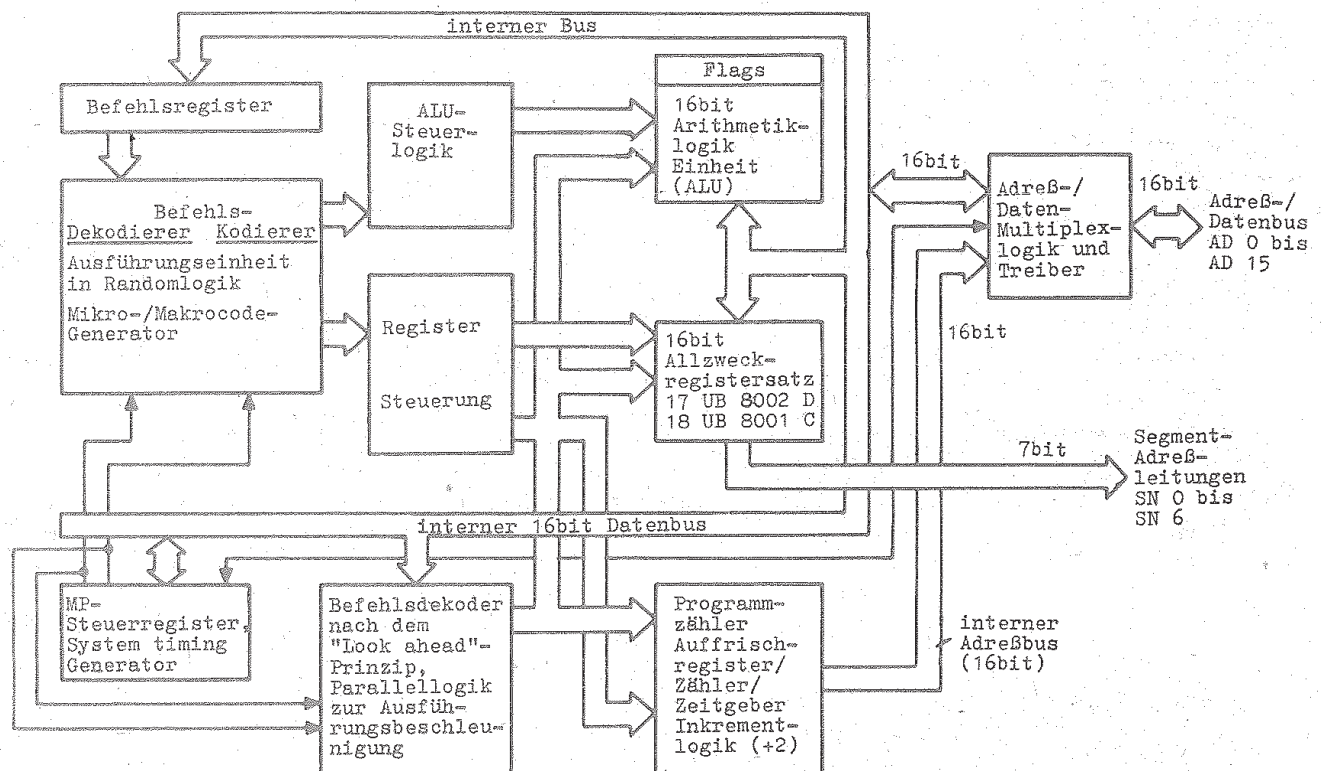 interner Bus
Befehlsregister
ALU-
Steuer-
logik
Flags
16bit
Arithmetik-
logik
Einheit
(ALU)
Befehls-
Dekodierer Kodierer
Ausführungseinheit
in Randomlogik
Mikro-/Makrocode-
Generator
Register
Steuerung
16bit
Allzweck-
registersatz
17 UB 8002 D
18 UB 8001 C
16bit
Adreß-/
Daten-
Multiplex-
logik und
Treiber
16bit
Adreß-/
Datenbus
AD 0 bis
AD 15
16bit
7bit
Segment-
Adreß-
leitungen
SN 0 bis
SN 6
interner 16bit Datenbus
MP-
Steuerregister,
System timing
Generator
Befehlsdekoder
nach dem
"Look ahead"-
Prinzip,
Parallellogik
zur Ausfüh-
rungsbeschleu-
nigung
Programm-
zähler
Auffrisch-
register/
Zähler/
Zeitgeber
Inkrement-
logik (+2)
interner
Adreßbus
(16bit)